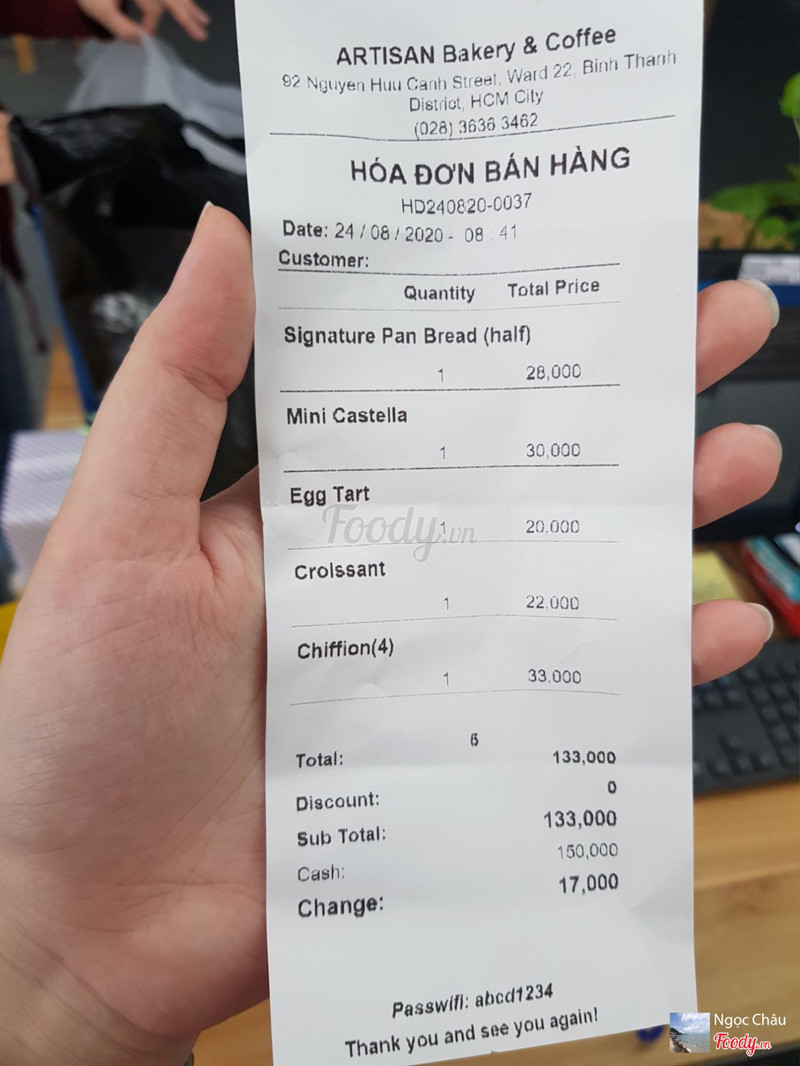 ARTISAN Bakery & Coffee
92 Nguyen Huu Canh Street, Ward 22, Binh Thanh
District, HCM City
(028) 3636 3462
HÓA ĐƠN BÁN HÀNG
HD240820-0037
Date: 24 / 08 / 2020 - 08 : 41
Customer:
Quantity Total Price
Signature Pan Bread (half)
1 28,000
Mini Castella
1 30,000
Egg Tart
1 20,000
Foody.vn
Croissant
1 22,000
Chiffion(4)
1 33,000
5
Total: 133,000
Discount: 0
Sub Total: 133,000
Cash: 150,000
Change: 17,000
Passwifi: abcd1234
Thank you and see you again!
Ngọc Châu
Foody.vn